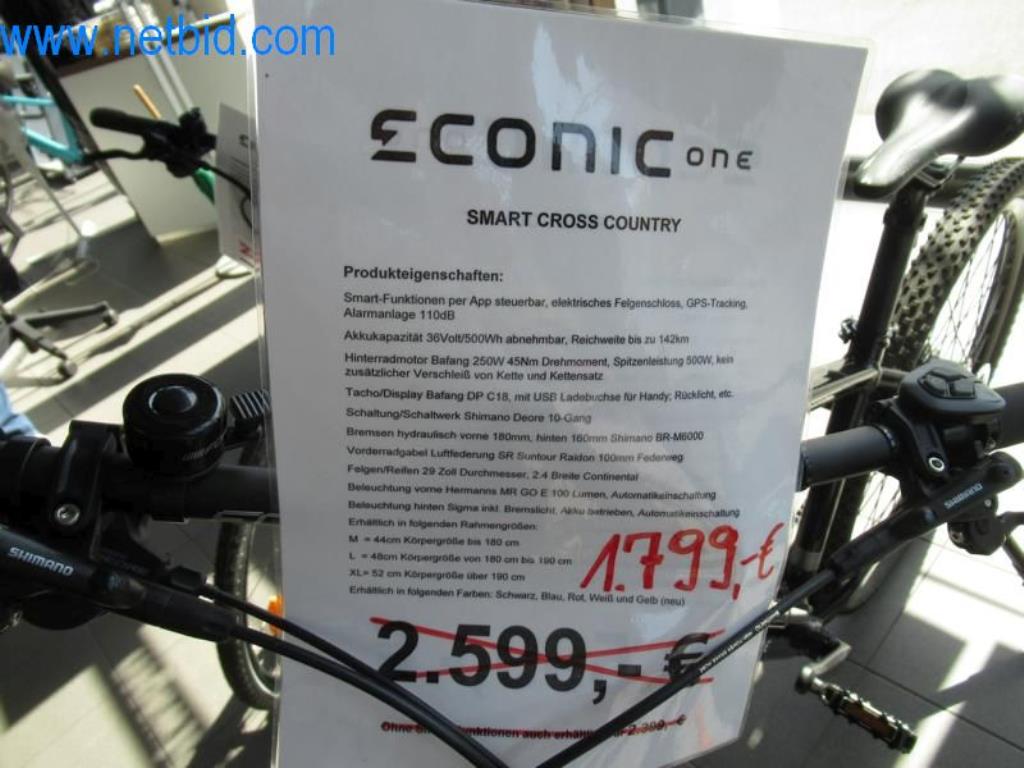 www.netbid.com
ECONIC ONE
SMART CROSS COUNTRY
Produkteigenschaften:
Smart-Funktionen per App steuerbar, elektrisches Felgenschloss, GPS-Tracking,
Alarmanlage 110dB
Akkukapazität 36Volt/500Wh abnehmbar, Reichweite bis zu 142km
Hinterradmotor Bafang 250W 45Nm Drehmoment, Spitzenleistung 500W, kein
zusätzlicher Verschleiß von Kette und Kettensatz
Tacho/Display Bafang DP C18, mit USB Ladebuchse für Handy, Rücklicht, etc.
Schaltung/Schaltwerk Shimano Deore 10-Gang
Bremsen hydraulisch vorne 180mm, hinten 160mm Shimano BR-M6000
Vorderradgabel Luftfederung SR Suntour Raidon 100mm Federweg
Felgen/Reifen 29 Zoll Durchmesser, 2.4 Breite Continental
Beleuchtung vorne Hermanns MR GO E 100 Lumen, Automatikeinschaltung
Beleuchtung hinten Sigma inkl. Bremslicht, Akku betrieben, Automatikeinschaltung
Erhältlich in folgenden Rahmengrößen:
M = 44cm Körpergröße bis 180 cm
L = 48cm Körpergröße von 180 cm bis 190 cm
XL= 52 cm Körpergröße über 190 cm
1.799,-€
Erhältlich in folgenden Farben: Schwarz, Blau, Rot, Weiß und Gelb (neu)
2.599,- €
Ohne funktionen auch 2.399,- €
SHIMANO
SHIMANO